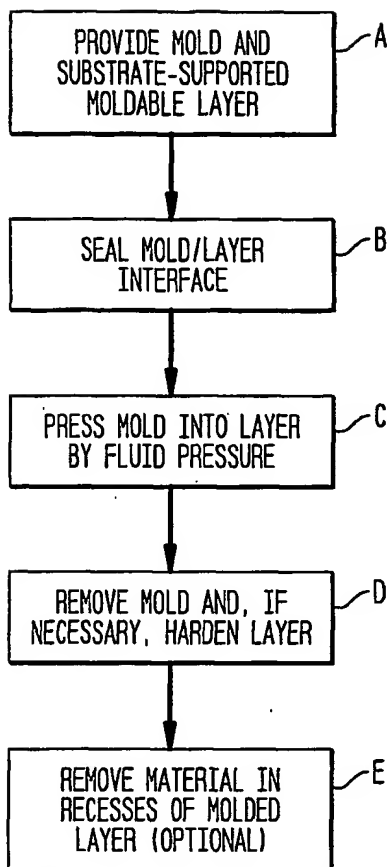 PROVIDE MOLD AND
SUBSTRATE-SUPPORTED
MOLDABLE LAYER
A
SEAL MOLD/LAYER
INTERFACE
B
PRESS MOLD INTO LAYER
BY FLUID PRESSURE
C
REMOVE MOLD AND, IF
NECESSARY, HARDEN LAYER
D
REMOVE MATERIAL IN
RECESSES OF MOLDED
LAYER (OPTIONAL)
E